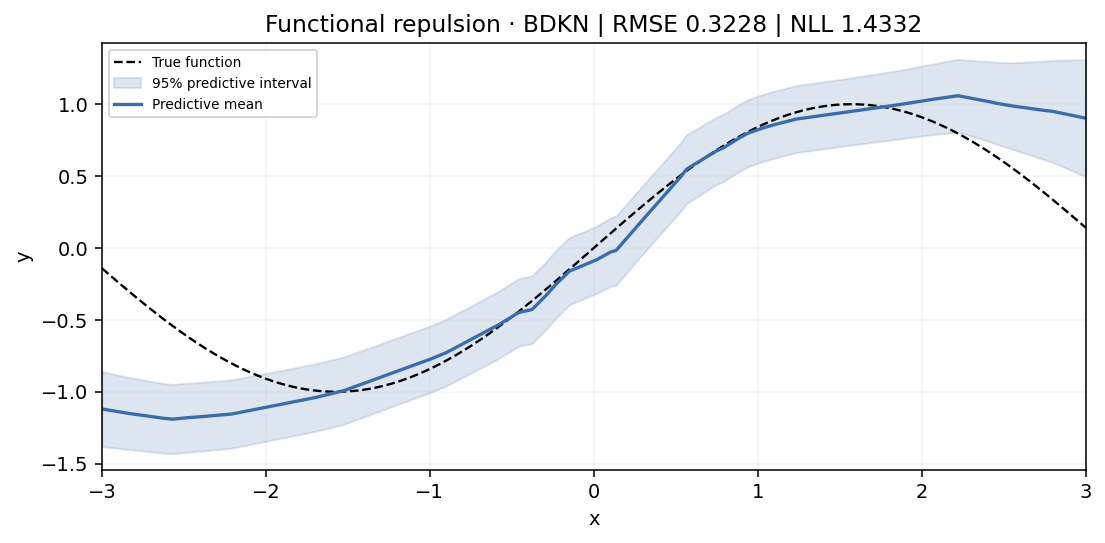 Functional repulsion · BDKN | RMSE 0.3228 | NLL 1.4332
True function
95% predictive interval
Predictive mean
1.0
0.5
0.0
−0.5
−1.0
−1.5
y
−3 −2 −1 0 1 2 3
x